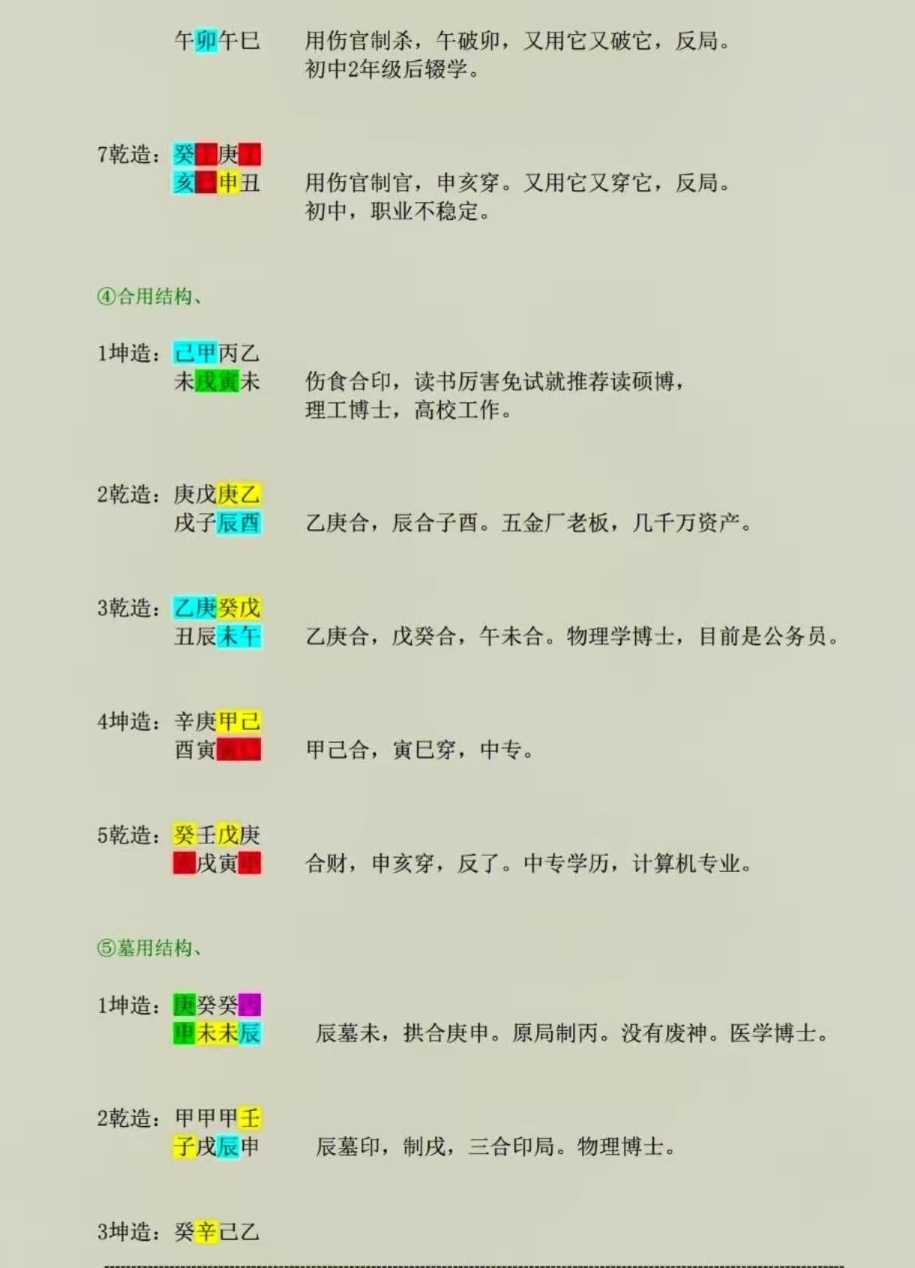 午卯午巳 用伤官制杀，午破卯，又用它又破它，反局。
初中2年级后辍学。
7乾造：癸 庚
亥 申丑 用伤官制官，申亥穿。又用它又穿它，反局。
初中，职业不稳定。
④合用结构、
1坤造：己甲丙乙
未戌寅未 伤食合印，读书厉害免试就推荐读硕博，
理工博士，高校工作。
2乾造：庚戊庚乙
戌子辰酉 乙庚合，辰合子酉。五金厂老板，几千万资产。
3乾造：乙庚癸戊
丑辰未午 乙庚合，戊癸合，午未合。物理学博士，目前是公务员。
4坤造：辛庚甲己
酉寅 甲己合，寅巳穿，中专。
5乾造：癸壬戊庚
戌寅 合财，申亥穿，反了。中专学历，计算机专业。
⑤墓用结构、
1坤造：庚癸癸丙
申未未辰 辰墓未，拱合庚申。原局制丙。没有废神。医学博士。
2乾造：甲甲甲壬
子戌辰申 辰墓印，制戌，三合印局。物理博士。
3坤造：癸辛己乙